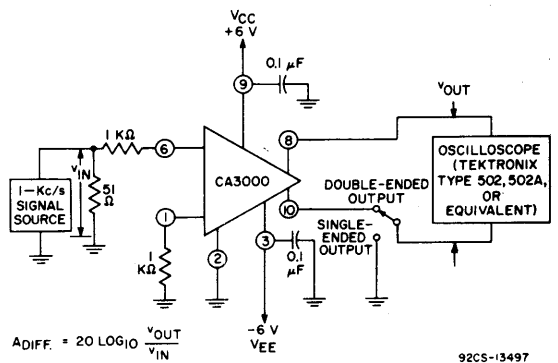 VCC
+6 V
0.1 µF
9
1 KΩ
6
8
vOUT
vIN
1-Kc/s
SIGNAL
SOURCE
51
Ω
CA3000
OSCILLOSCOPE
(TEKTRONIX
TYPE 502, 502A,
OR
EQUIVALENT)
DOUBLE-ENDED
OUTPUT
10
1
3
SINGLE-
ENDED
OUTPUT
1
KΩ
2
0.1
µF
-6 V
VEE
ADIFF. = 20 LOG10 vOUT
vIN
92CS-13497